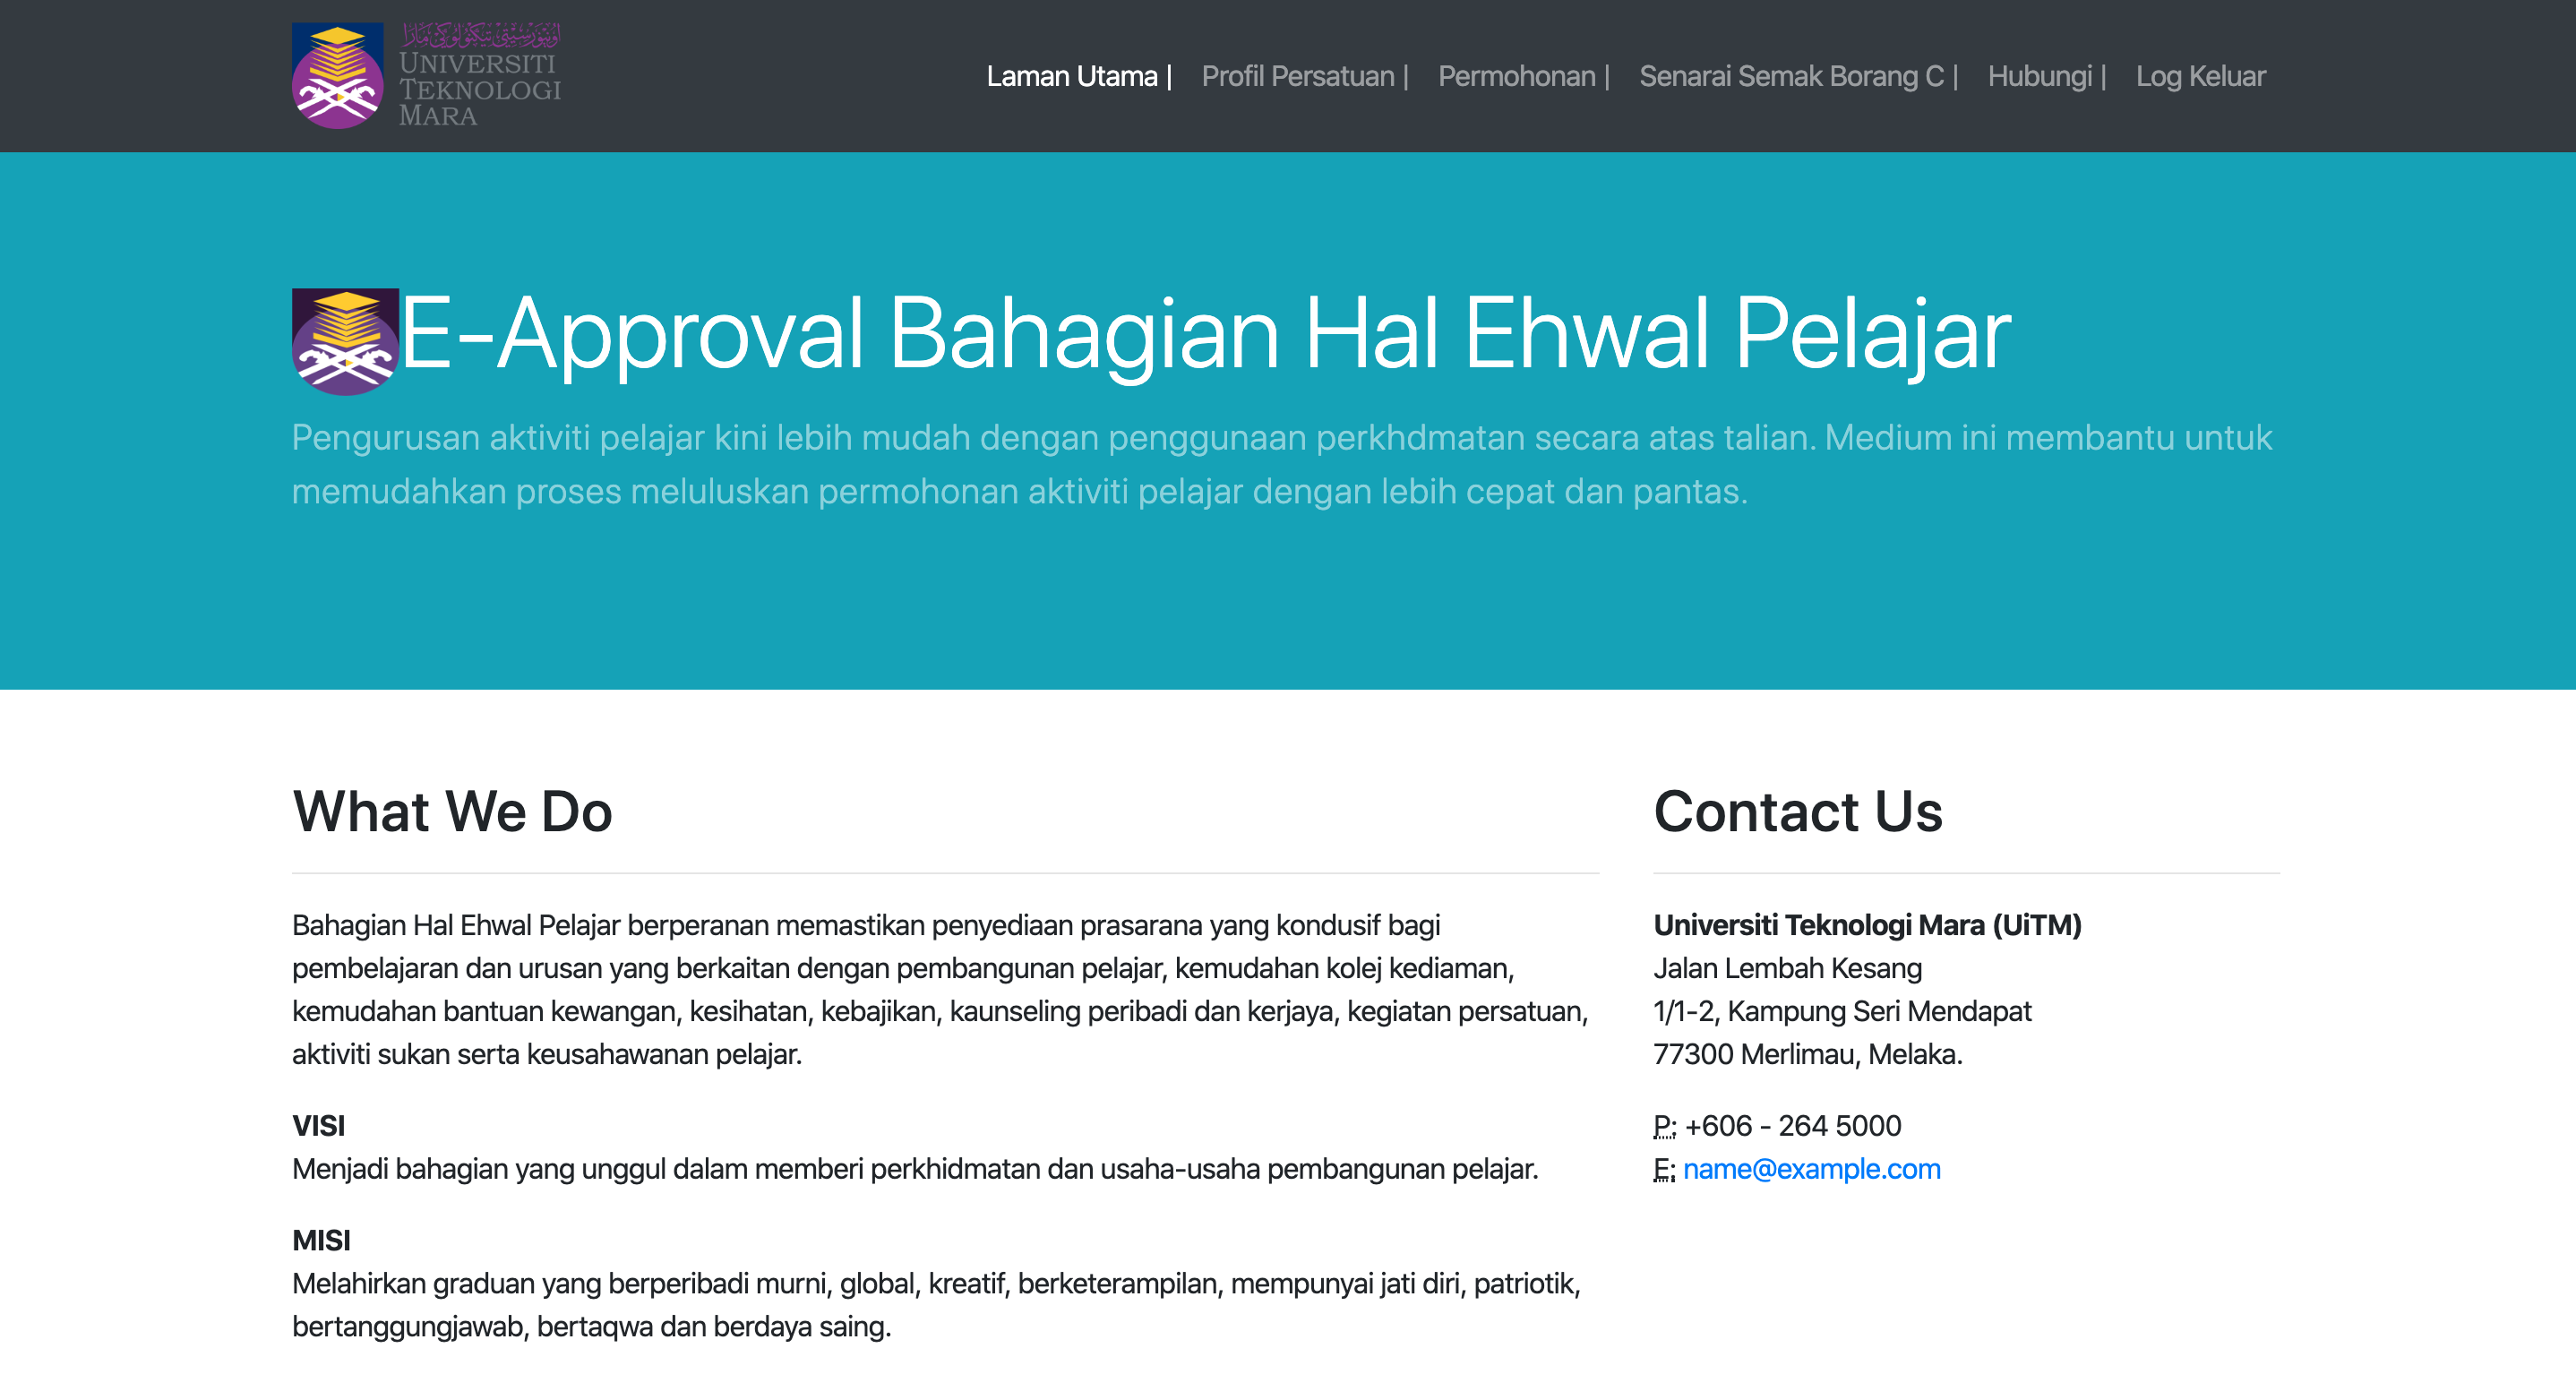 اونيۏرسيتي تيكنولوݢي مارا
UNIVERSITI
TEKNOLOGI
MARA
Laman Utama | Profil Persatuan | Permohonan | Senarai Semak Borang C | Hubungi | Log Keluar
E-Approval Bahagian Hal Ehwal Pelajar
Pengurusan aktiviti pelajar kini lebih mudah dengan penggunaan perkhdmatan secara atas talian. Medium ini membantu untuk
memudahkan proses meluluskan permohonan aktiviti pelajar dengan lebih cepat dan pantas.
What We Do
Bahagian Hal Ehwal Pelajar berperanan memastikan penyediaan prasarana yang kondusif bagi
pembelajaran dan urusan yang berkaitan dengan pembangunan pelajar, kemudahan kolej kediaman,
kemudahan bantuan kewangan, kesihatan, kebajikan, kaunseling peribadi dan kerjaya, kegiatan persatuan,
aktiviti sukan serta keusahawanan pelajar.
VISI
Menjadi bahagian yang unggul dalam memberi perkhidmatan dan usaha-usaha pembangunan pelajar.
MISI
Melahirkan graduan yang berperibadi murni, global, kreatif, berketerampilan, mempunyai jati diri, patriotik,
bertanggungjawab, bertaqwa dan berdaya saing.
Contact Us
Universiti Teknologi Mara (UiTM)
Jalan Lembah Kesang
1/1-2, Kampung Seri Mendapat
77300 Merlimau, Melaka.
P: +606 - 264 5000
E: name@example.com